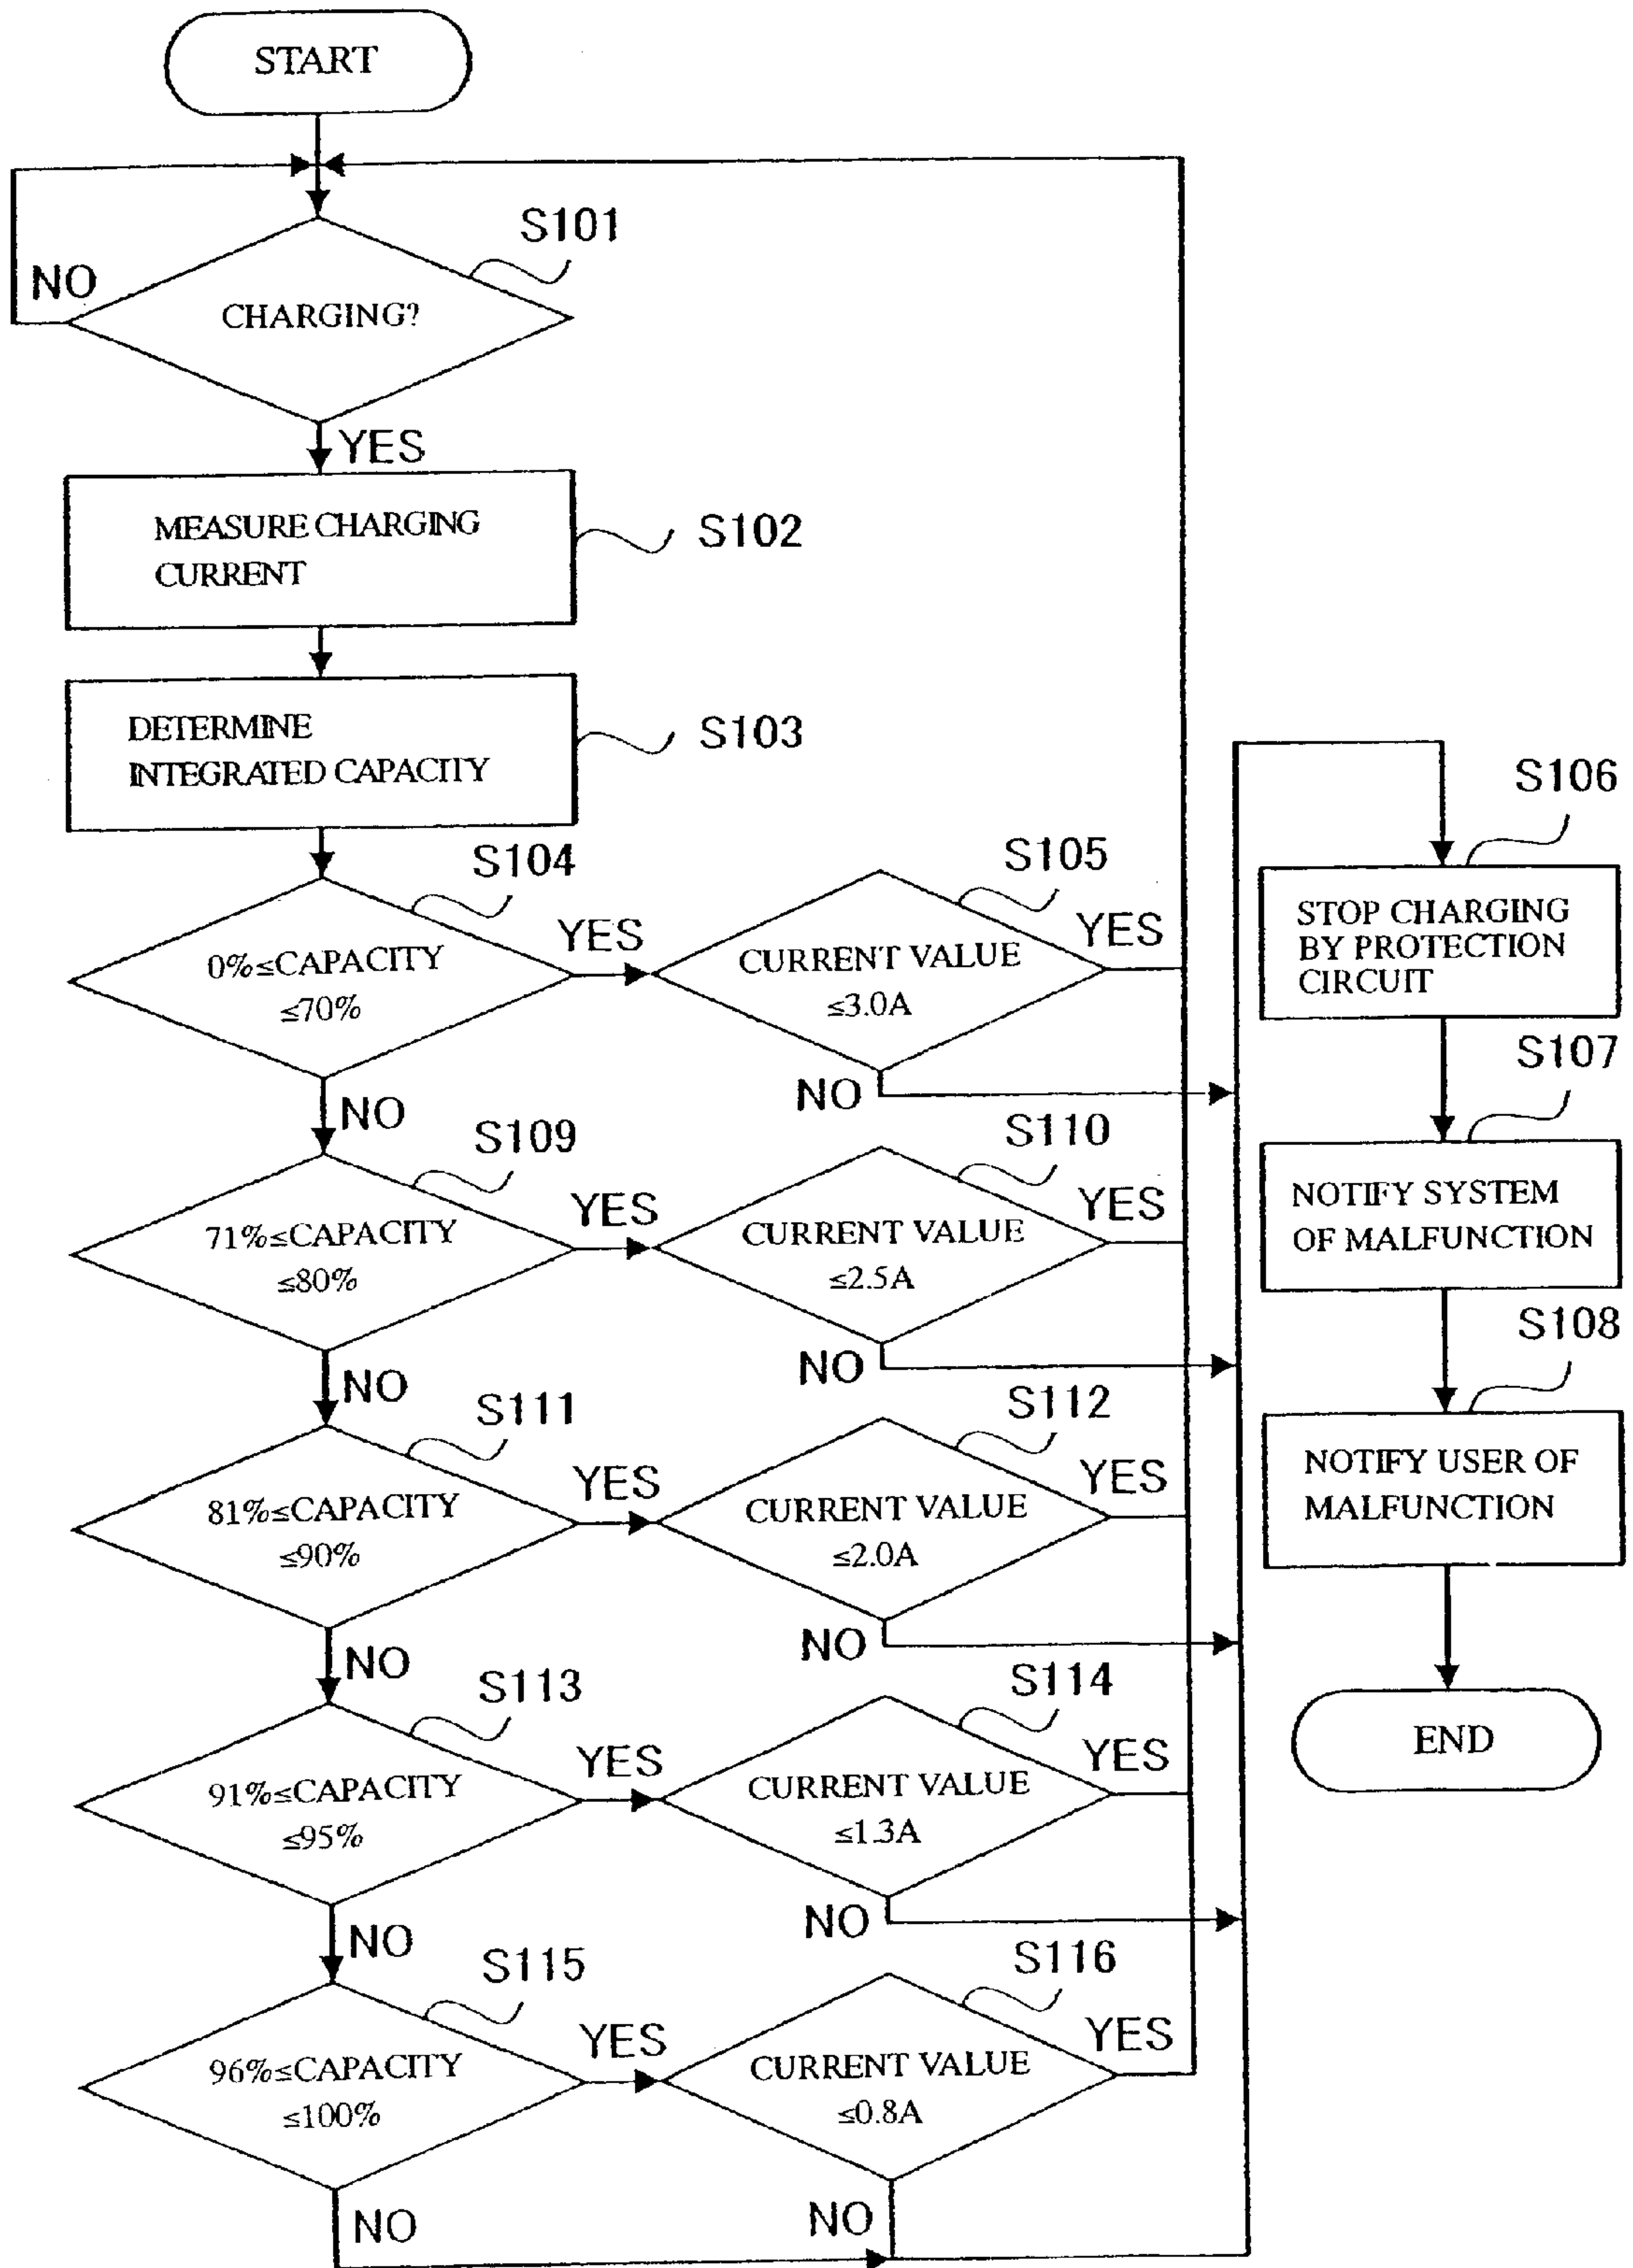 START
S101
NO
CHARGING?
YES
MEASURE CHARGING
CURRENT
S102
DETERMINE
INTEGRATED CAPACITY
S103
S104
0%≤CAPACITY
≤70%
YES
S105
CURRENT VALUE
≤3.0A
YES
NO
NO
S109
71%≤CAPACITY
≤80%
YES
S110
CURRENT VALUE
≤2.5A
YES
NO
NO
S111
81%≤CAPACITY
≤90%
YES
S112
CURRENT VALUE
≤2.0A
YES
NO
NO
S113
91%≤CAPACITY
≤95%
YES
S114
CURRENT VALUE
≤1.3A
YES
NO
NO
S115
96%≤CAPACITY
≤100%
YES
S116
CURRENT VALUE
≤0.8A
YES
NO
NO
S106
STOP CHARGING
BY PROTECTION
CIRCUIT
S107
NOTIFY SYSTEM
OF MALFUNCTION
S108
NOTIFY USER OF
MALFUNCTION
END